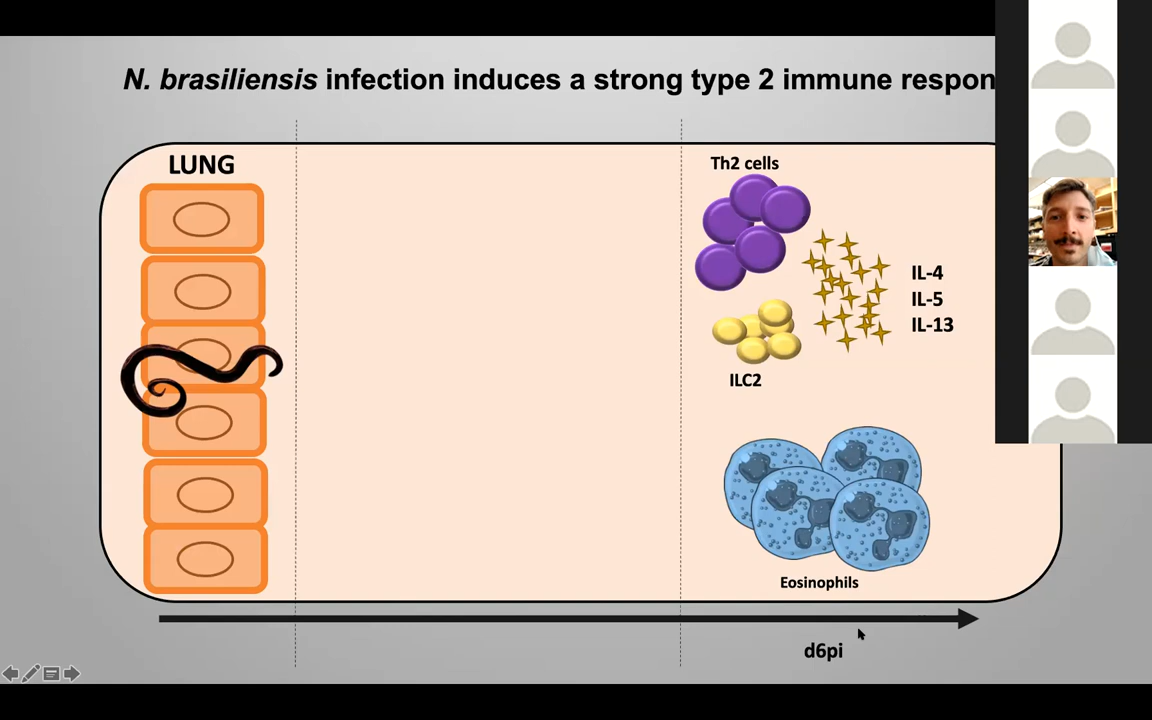 N. brasiliensis infection induces a strong type 2 immune respon
LUNG
Th2 cells
IL-4
IL-5
IL-13
ILC2
Eosinophils
d6pi